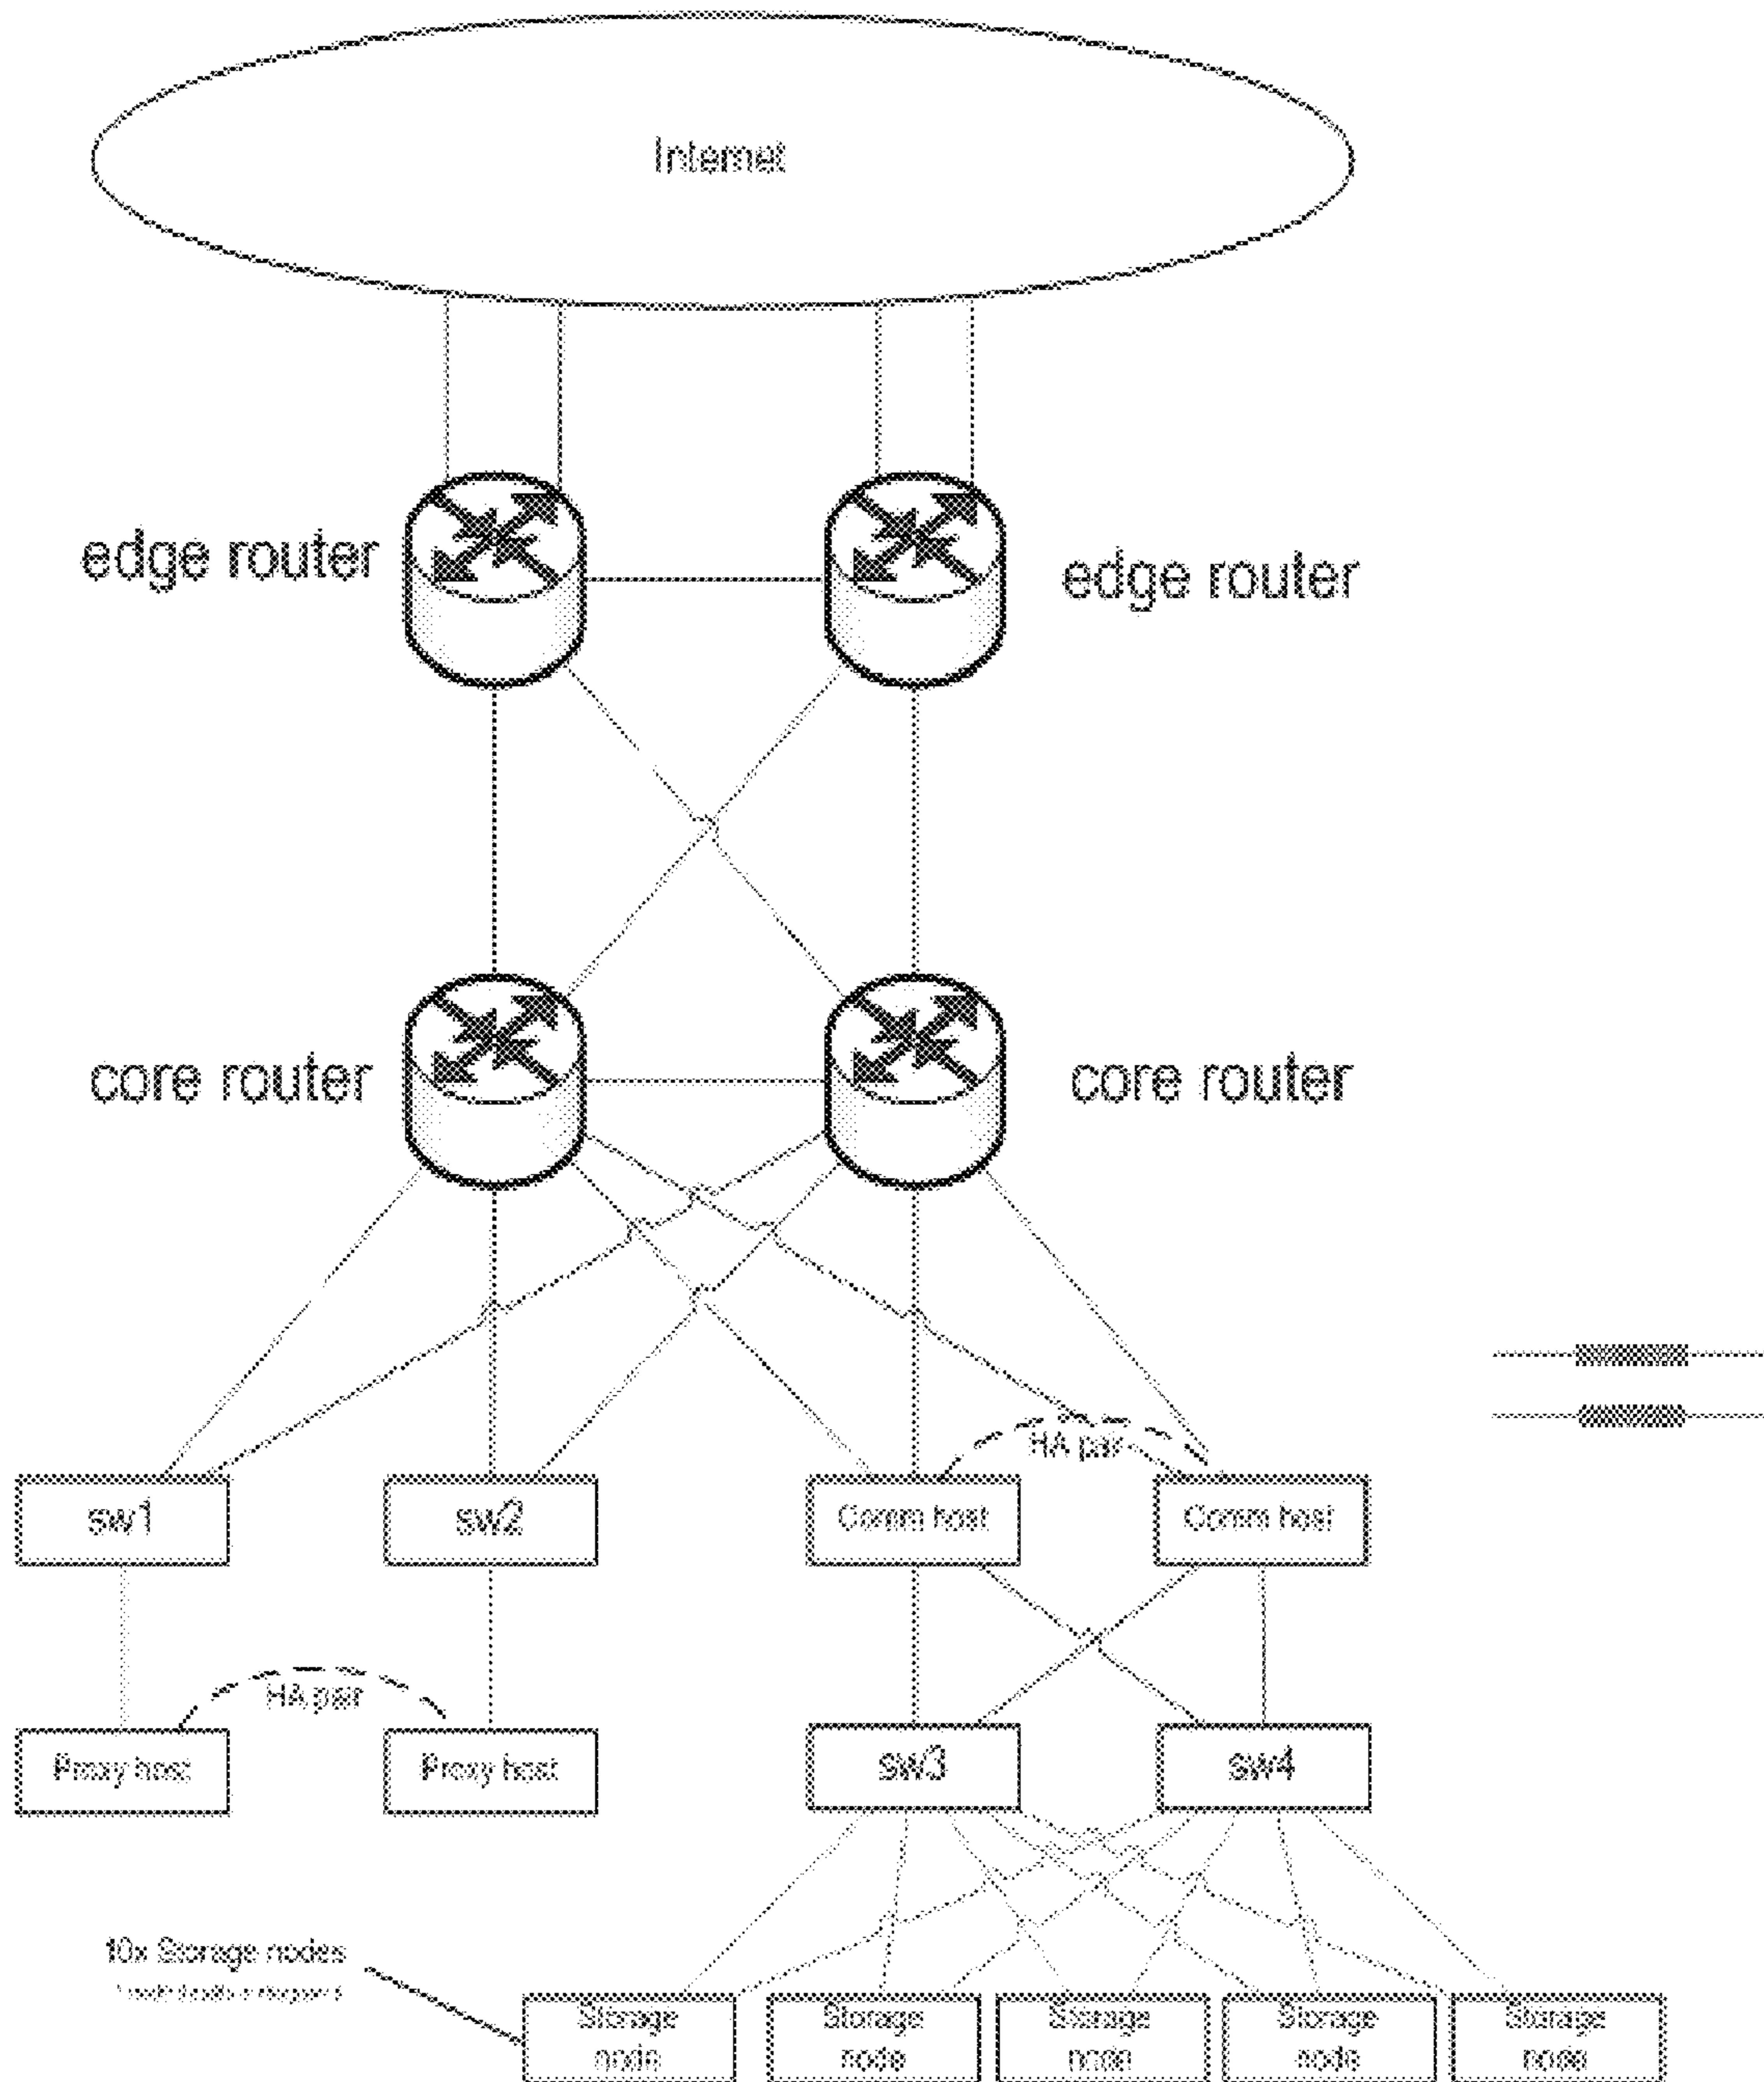 Internet
edge router
edge router
core router
core router
HA pair
sw1
sw2
Comm host
Comm host
HA pair
Proxy host
Proxy host
sw3
sw4
10x Storage nodes
Storage
node
Storage
node
Storage
node
Storage
node
Storage
node